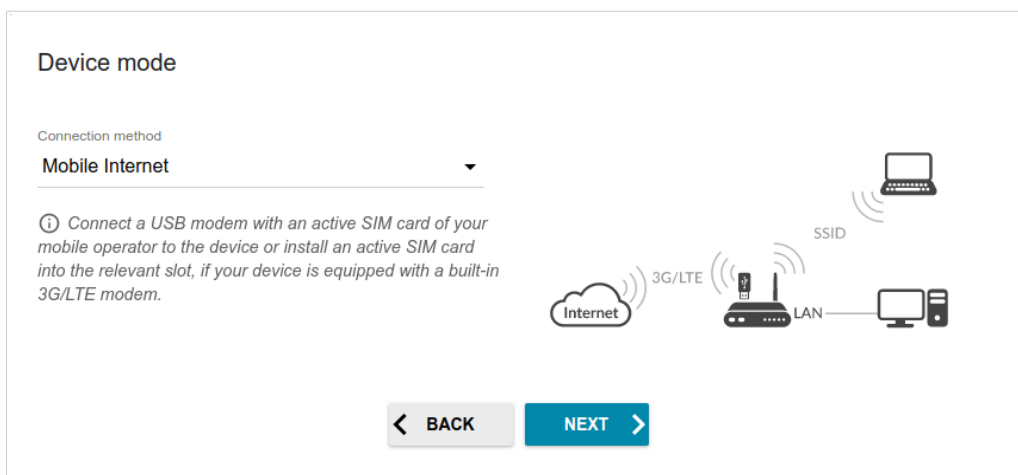 Device mode
Connection method
Mobile Internet
Connect a USB modem with an active SIM card of your
mobile operator to the device or install an active SIM card
into the relevant slot, if your device is equipped with a built-in
3G/LTE modem.
SSID
3G/LTE
Internet
LAN
BACK
NEXT